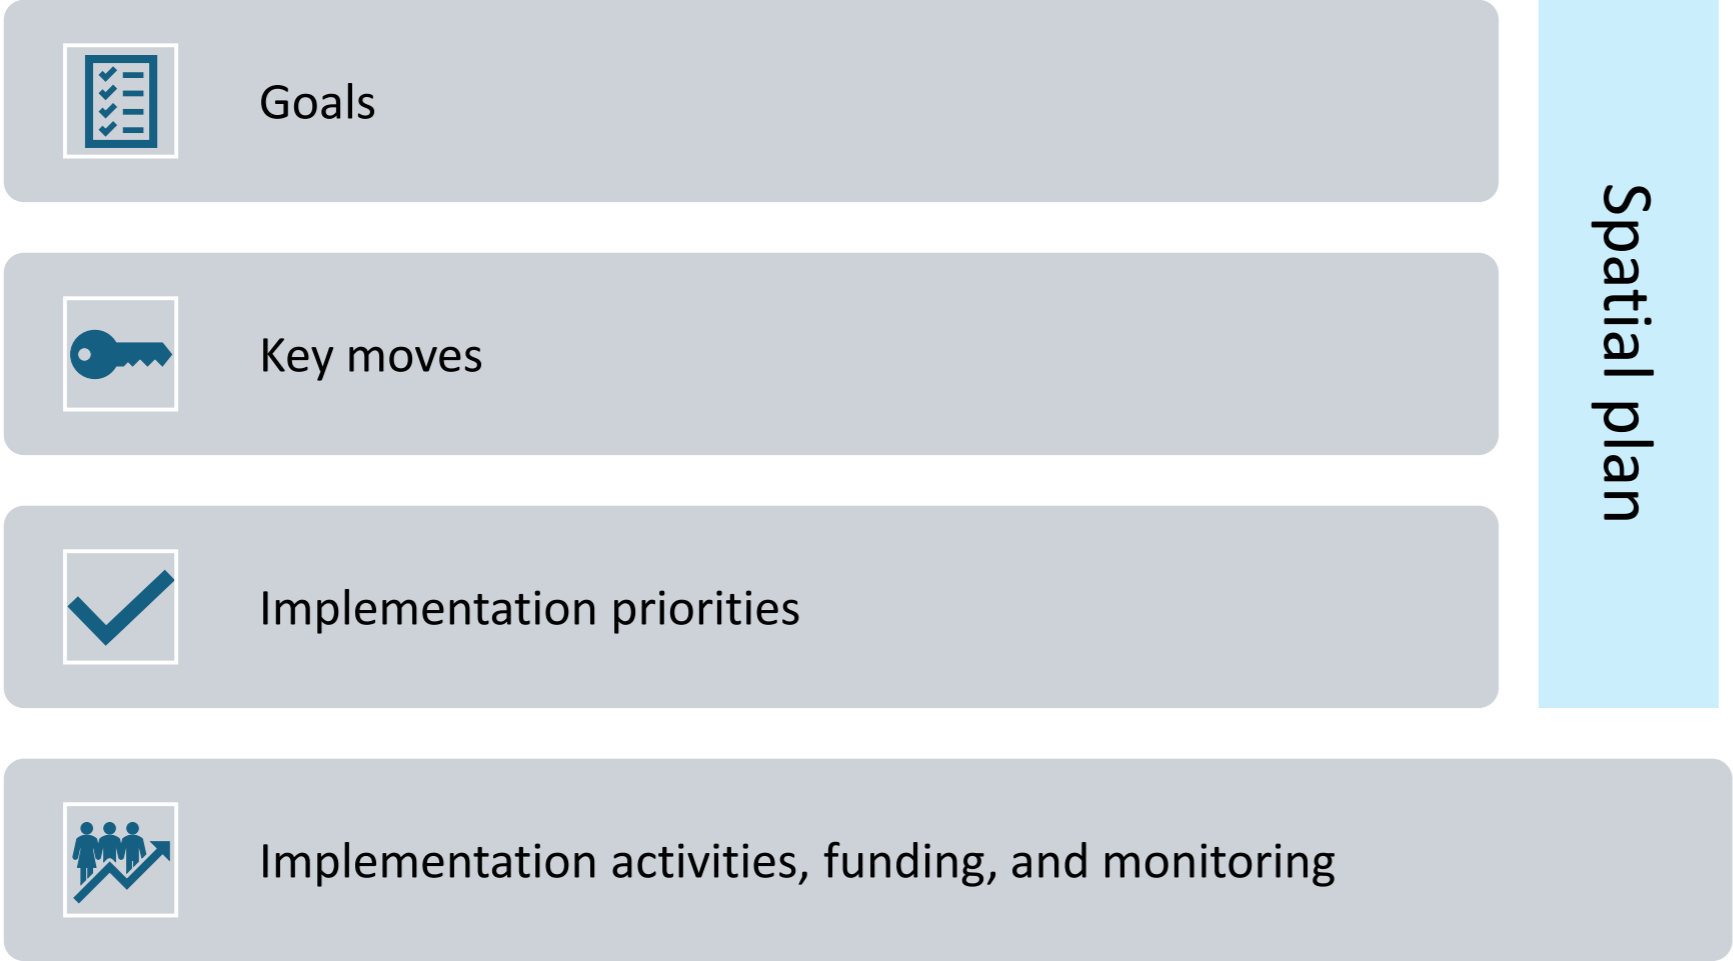 Goals
Key moves
Implementation priorities
Spatial plan
Implementation activities, funding, and monitoring